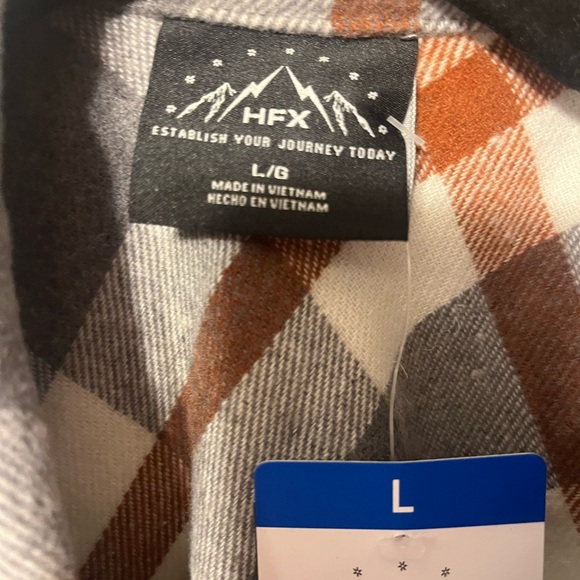 HFX
ESTABLISH YOUR JOURNEY TODAY
L/G
MADE IN VIETNAM
HECHO EN VIETNAM
L